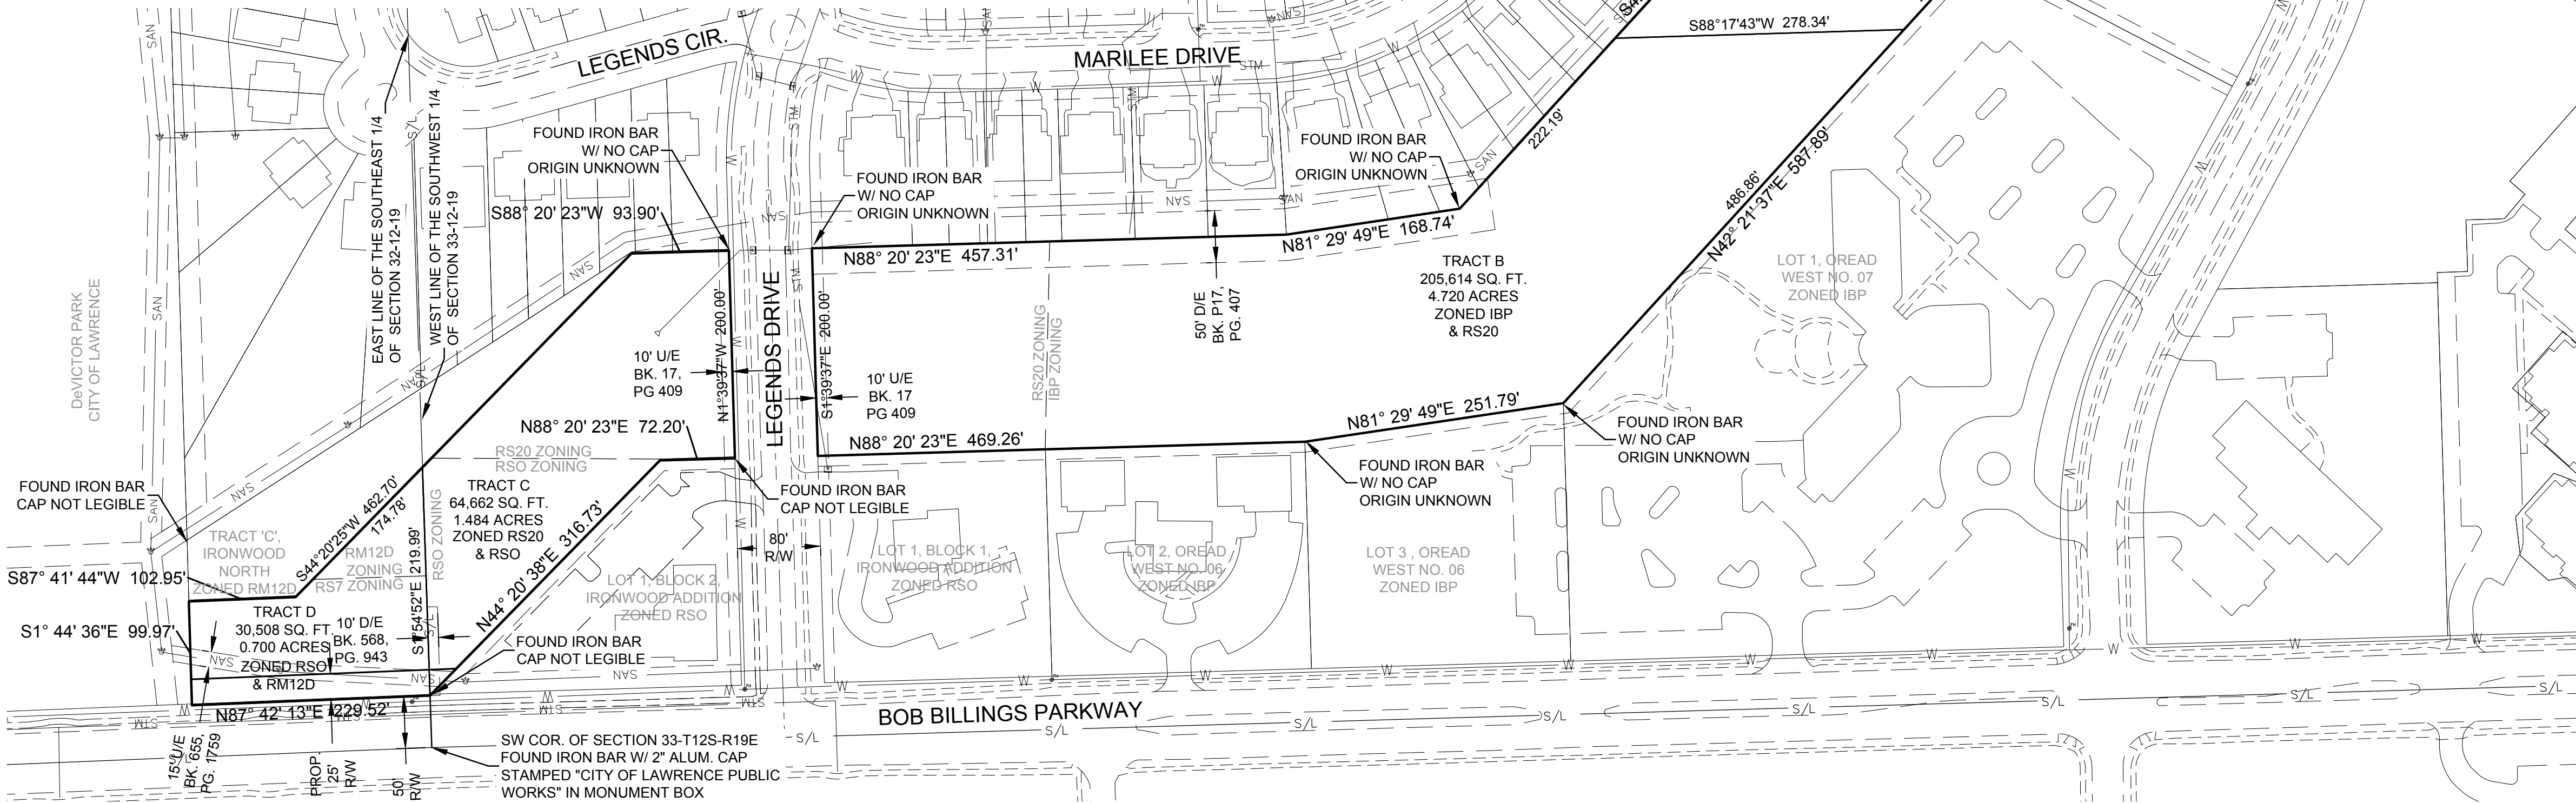 LEGENDS CIR.
MARILEE DRIVE
S88°17'43"W 278.34'
EAST LINE OF THE SOUTHEAST 1/4
OF SECTION 32-12-19
WEST LINE OF THE SOUTHWEST 1/4
OF SECTION 33-12-19
FOUND IRON BAR
W/ NO CAP
ORIGIN UNKNOWN
FOUND IRON BAR
W/ NO CAP
ORIGIN UNKNOWN
FOUND IRON BAR
W/ NO CAP
ORIGIN UNKNOWN
222.19'
S88° 20' 23"W 93.90'
N88° 20' 23"E 457.31'
N81° 29' 49"E 168.74'
486.86'
N42° 21' 37"E 587.89'
DeVICTOR PARK
CITY OF LAWRENCE
10' U/E
BK. 17,
PG 409
N1°39'37"W 200.00'
LEGENDS DRIVE
S1°39'37"E 200.00'
10' U/E
BK. 17
PG 409
RS20 ZONING
IBP ZONING
50' D/E
BK. P17,
PG. 407
TRACT B
205,614 SQ. FT.
4.720 ACRES
ZONED IBP
& RS20
LOT 1, OREAD
WEST NO. 07
ZONED IBP
N88° 20' 23"E 72.20'
N88° 20' 23"E 469.26'
N81° 29' 49"E 251.79'
FOUND IRON BAR
W/ NO CAP
ORIGIN UNKNOWN
FOUND IRON BAR
W/ NO CAP
ORIGIN UNKNOWN
RS20 ZONING
RSO ZONING
FOUND IRON BAR
CAP NOT LEGIBLE
TRACT C
64,662 SQ. FT.
1.484 ACRES
ZONED RS20
& RSO
RSO ZONING
FOUND IRON BAR
CAP NOT LEGIBLE
S44°20'25"W 462.70'
174.78'
N44° 20' 38"E 316.73'
80'
R/W
TRACT 'C',
IRONWOOD
NORTH
ZONED RM12D
RM12D
ZONING
RS7 ZONING
S1°54'52"E 219.99'
LOT 1, BLOCK 2,
IRONWOOD ADDITION
ZONED RSO
LOT 1, BLOCK 1,
IRONWOOD ADDITION
ZONED RSO
LOT 2, OREAD
WEST NO. 06
ZONED IBP
LOT 3 , OREAD
WEST NO. 06
ZONED IBP
S87° 41' 44"W 102.95'
S1° 44' 36"E 99.97'
TRACT D
30,508 SQ. FT.
0.700 ACRES
ZONED RSO
& RM12D
10' D/E
BK. 568,
PG. 943
FOUND IRON BAR
CAP NOT LEGIBLE
N87° 42' 13"E 229.52'
BOB BILLINGS PARKWAY
15' U/E
BK. 655,
PG. 1759
PROP.
25'
R/W
50'
R/W
SW COR. OF SECTION 33-T12S-R19E
FOUND IRON BAR W/ 2" ALUM. CAP
STAMPED "CITY OF LAWRENCE PUBLIC
WORKS" IN MONUMENT BOX
SAN
SAN
SAN
SAN
SAN
SAN
SAN
SAN
STM
STM
STM
STM
W
W
W
W
S/L
S/L
S/L
S/L
S/L
S/L
S/L